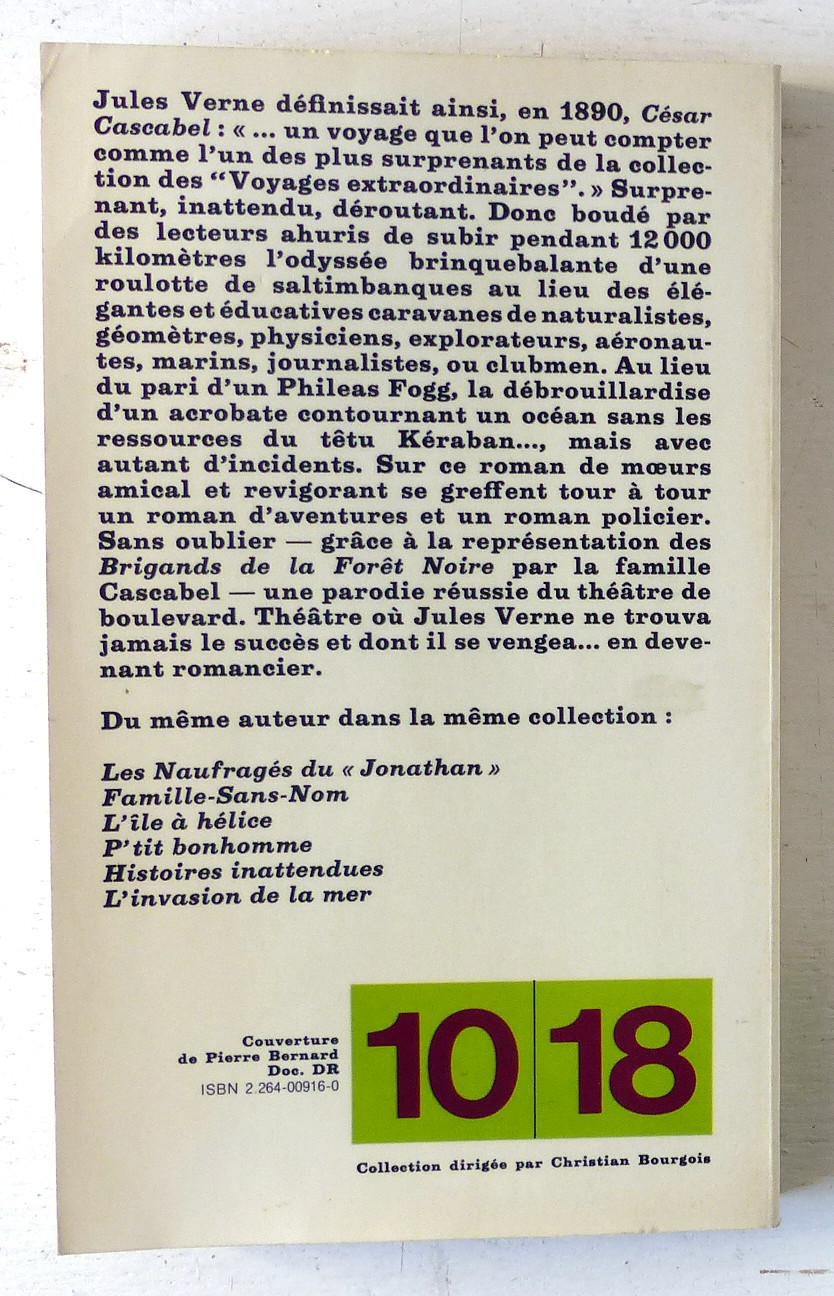 Jules Verne définissait ainsi, en 1890, César
Cascabel : « ... un voyage que l'on peut compter
comme l'un des plus surprenants de la collec-
tion des “Voyages extraordinaires”. » Surpre-
nant, inattendu, déroutant. Donc boudé par
des lecteurs ahuris de subir pendant 12 000
kilomètres l'odyssée brinquebalante d'une
roulotte de saltimbanques au lieu des élé-
gantes et éducatives caravanes de naturalistes,
géomètres, physiciens, explorateurs, aéronau-
tes, marins, journalistes, ou clubmen. Au lieu
du pari d'un Phileas Fogg, la débrouillardise
d'un acrobate contournant un océan sans les
ressources du têtu Kéraban..., mais avec
autant d'incidents. Sur ce roman de mœurs
amical et revigorant se greffent tour à tour
un roman d'aventures et un roman policier.
Sans oublier — grâce à la représentation des
Brigands de la Forêt Noire par la famille
Cascabel — une parodie réussie du théâtre de
boulevard. Théâtre où Jules Verne ne trouva
jamais le succès et dont il se vengea... en deve-
nant romancier.
Du même auteur dans la même collection :
Les Naufragés du « Jonathan »
Famille-Sans-Nom
L'île à hélice
P'tit bonhomme
Histoires inattendues
L'invasion de la mer
Couverture
de Pierre Bernard
Doc. DR
ISBN 2.264-00916-0
10 18
Collection dirigée par Christian Bourgois